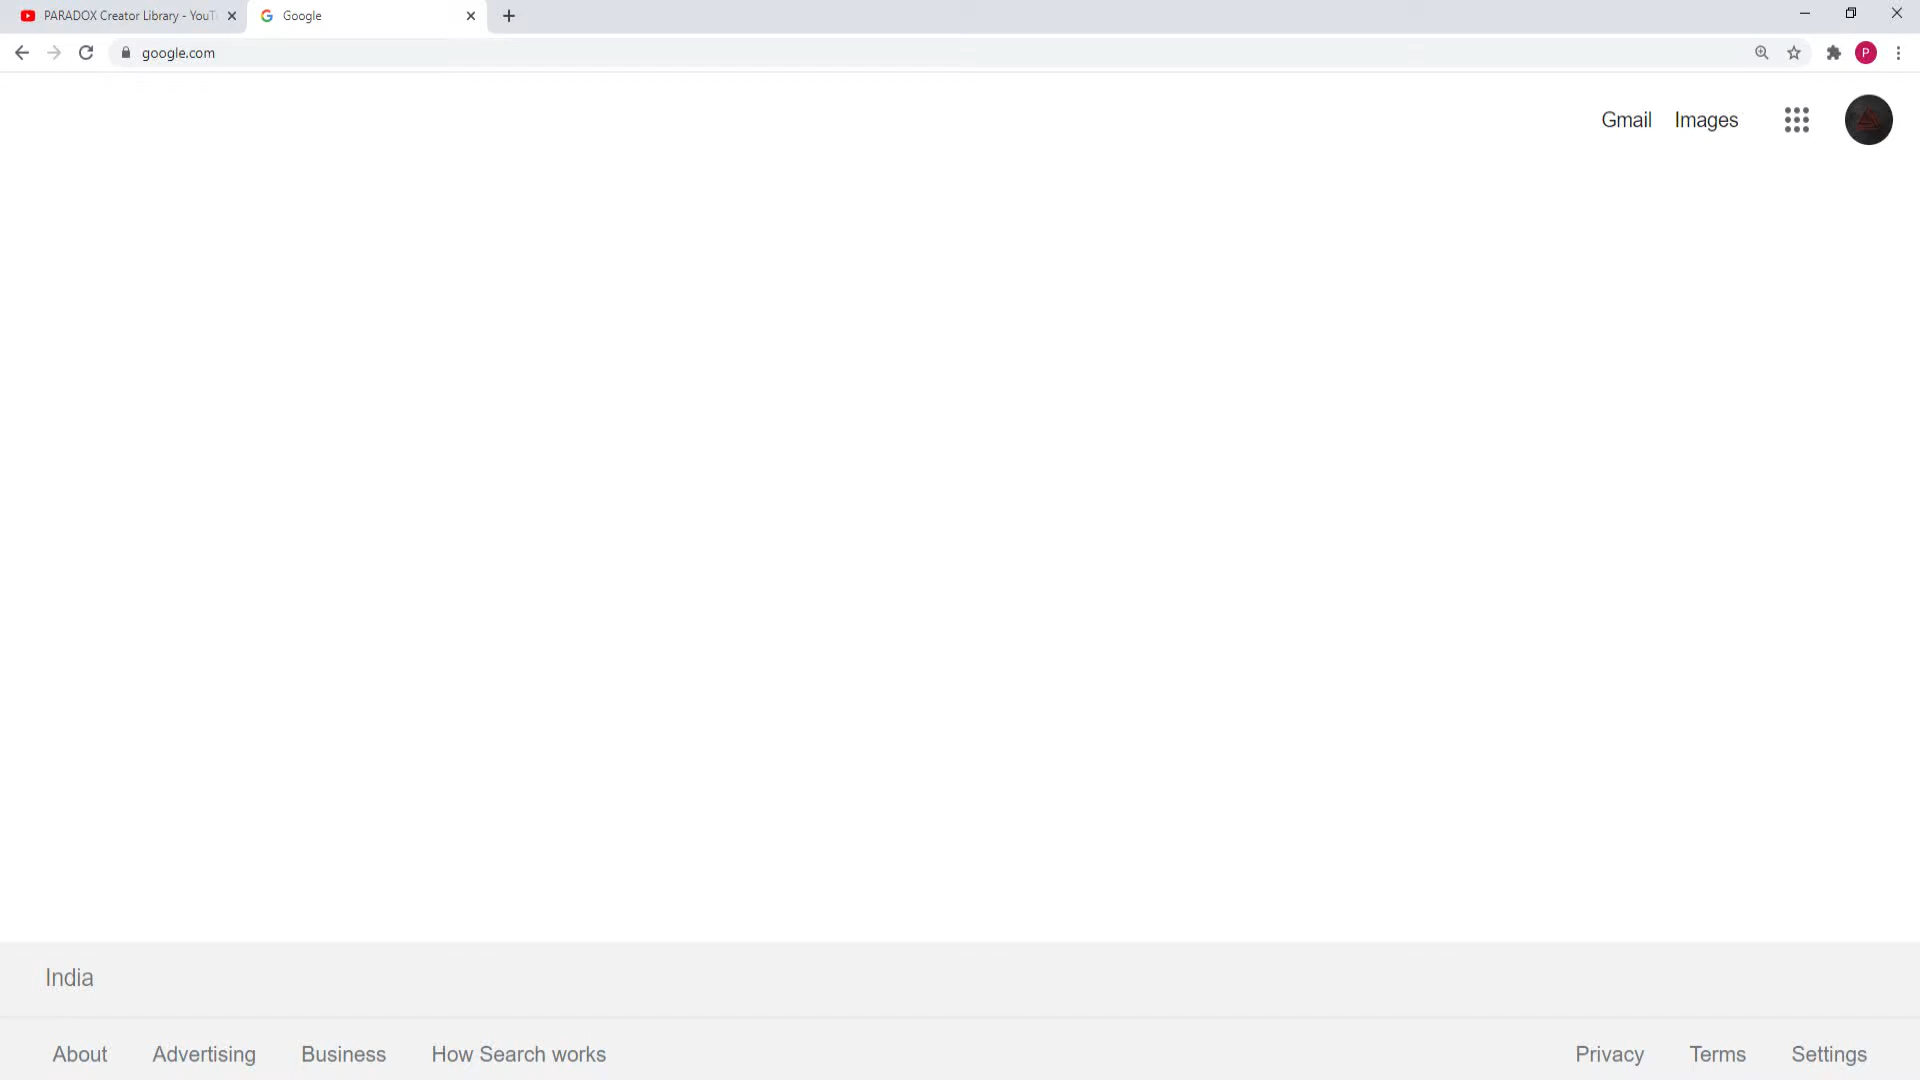 PARADOX Creator Library - YouT
Google
google.com
P
Gmail Images
India
About Advertising Business How Search works
Privacy Terms Settings